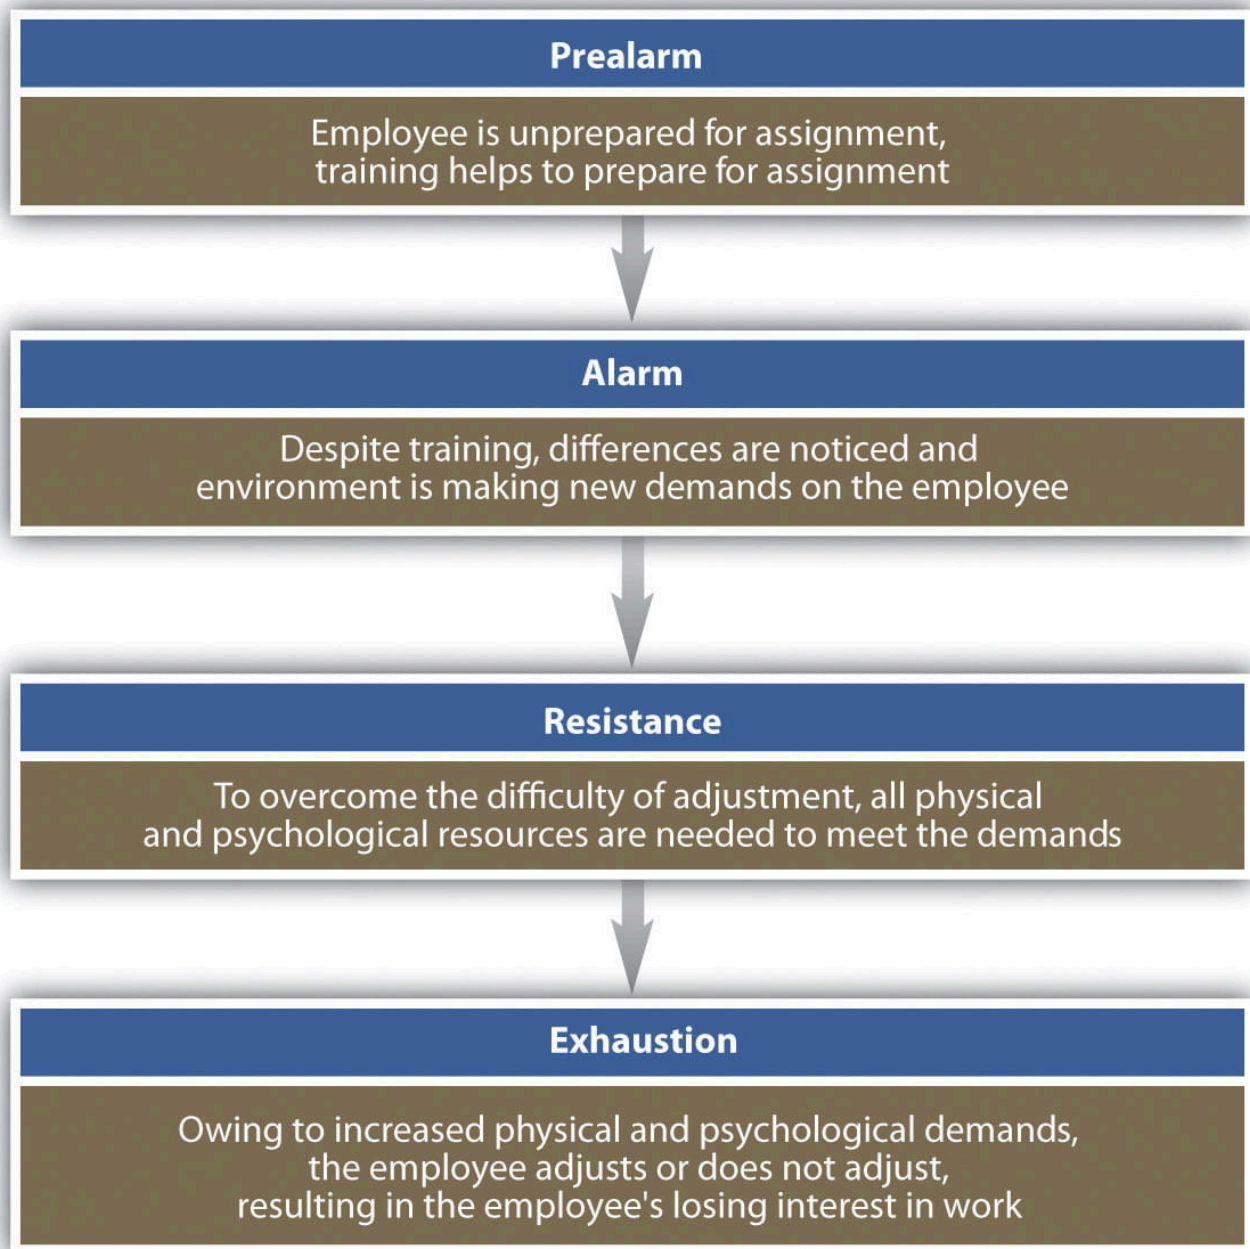 Prealarm
Employee is unprepared for assignment,
training helps to prepare for assignment
Alarm
Despite training, differences are noticed and
environment is making new demands on the employee
Resistance
To overcome the difficulty of adjustment, all physical
and psychological resources are needed to meet the demands
Exhaustion
Owing to increased physical and psychological demands,
the employee adjusts or does not adjust,
resulting in the employee's losing interest in work